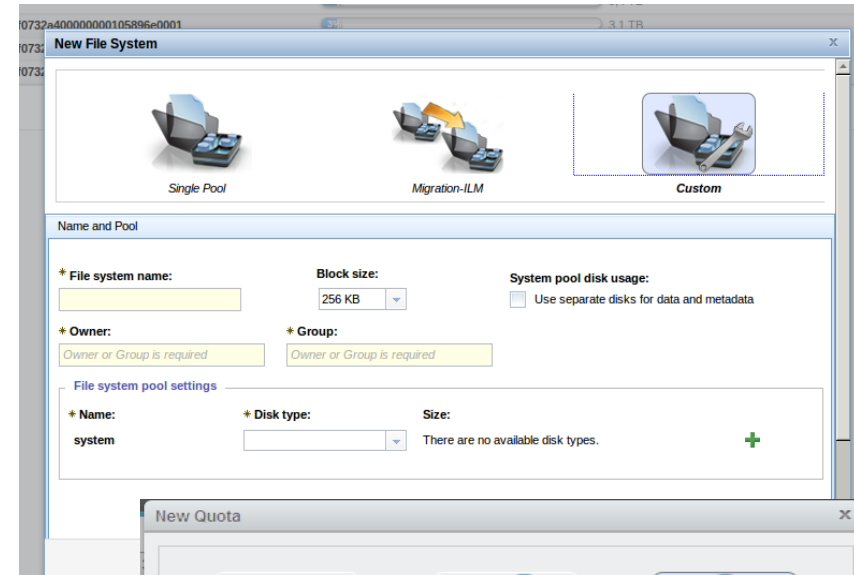 f0732a400000000105896e0001 3.1 TB
f0732
New File System x
f0732
Single Pool Migration-ILM Custom
Name and Pool
* File system name: Block size: System pool disk usage:
256 KB Use separate disks for data and metadata
* Owner: * Group:
Owner or Group is required Owner or Group is required
File system pool settings
* Name: * Disk type: Size:
system There are no available disk types.
New Quota x